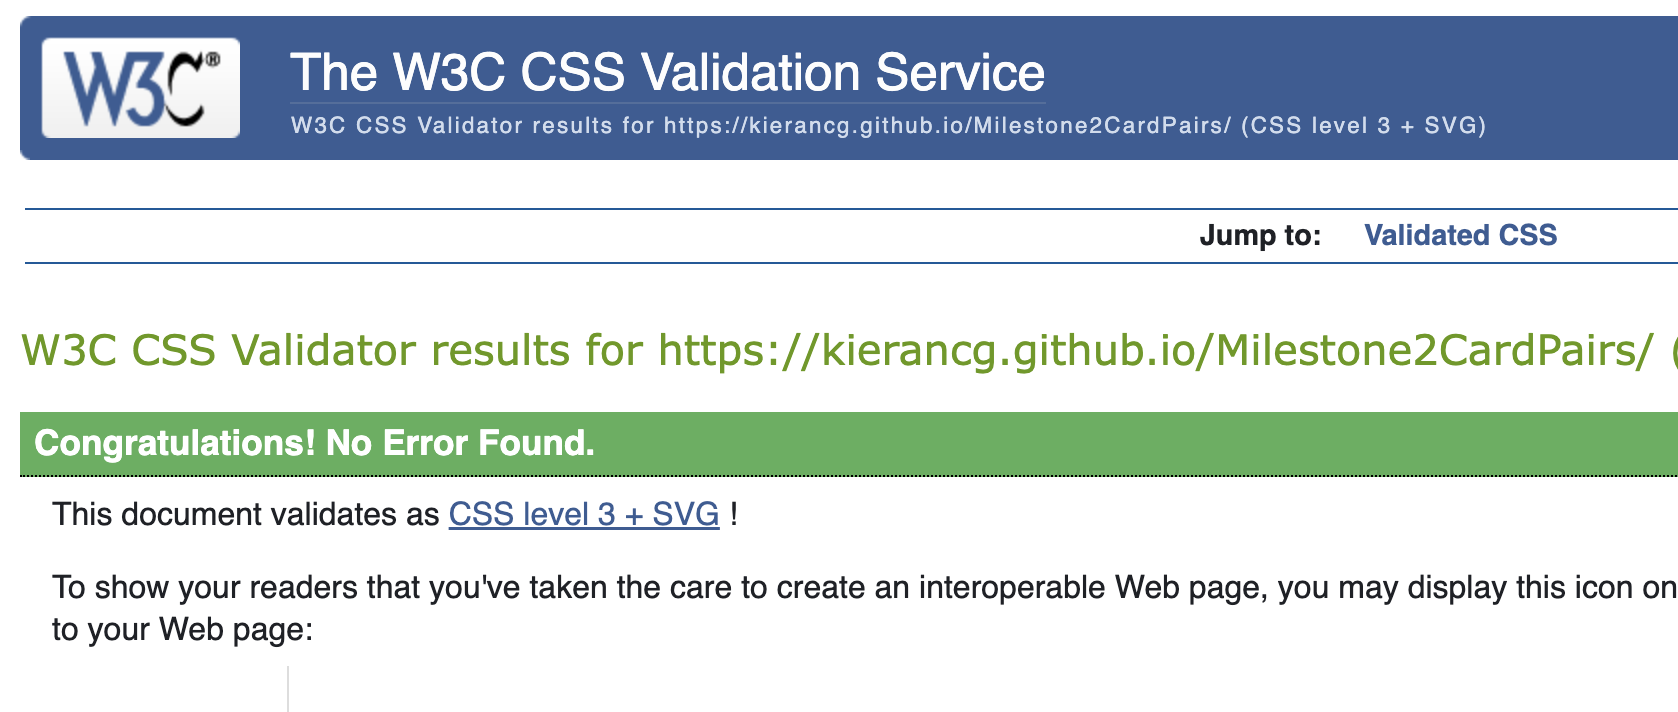 W3C®
The W3C CSS Validation Service
W3C CSS Validator results for https://kierancg.github.io/Milestone2CardPairs/ (CSS level 3 + SVG)
Jump to: Validated CSS
W3C CSS Validator results for https://kierancg.github.io/Milestone2CardPairs/ (
Congratulations! No Error Found.
This document validates as CSS level 3 + SVG !
To show your readers that you've taken the care to create an interoperable Web page, you may display this icon on
to your Web page: